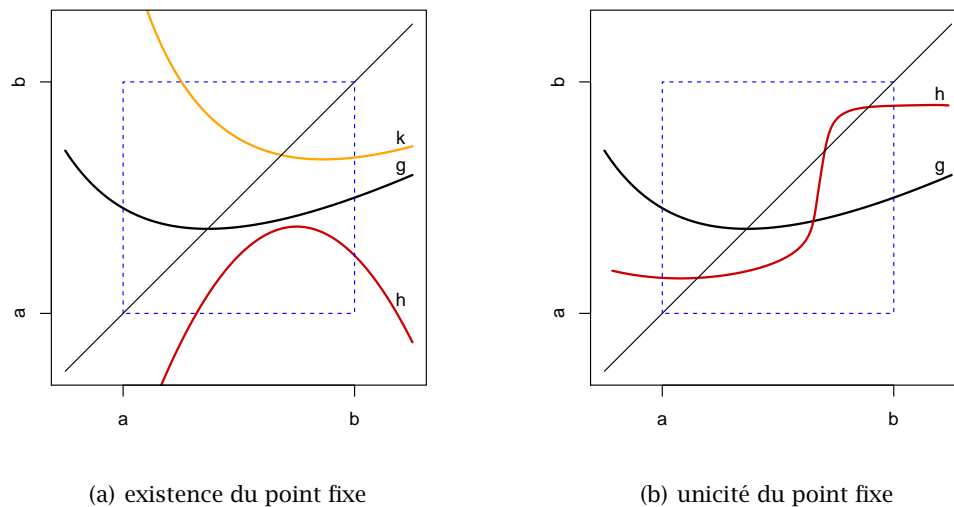 b
a
k
g
h
a
b
(a) existence du point fixe
b
a
h
g
a
b
(b) unicité du point fixe